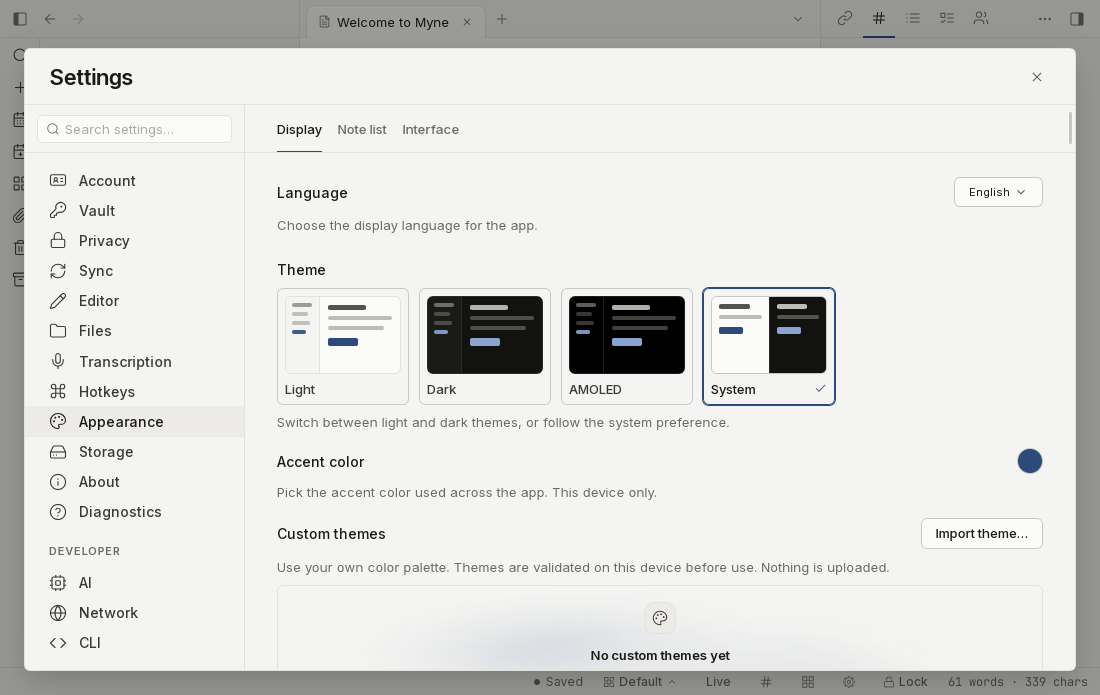 Welcome to Myne
Settings
Search settings...
Display
Note list
Interface
Account
Vault
Privacy
Sync
Editor
Files
Transcription
Hotkeys
Appearance
Storage
About
Diagnostics
DEVELOPER
AI
Network
CLI
Language
English
Choose the display language for the app.
Theme
Light
Dark
AMOLED
System
Switch between light and dark themes, or follow the system preference.
Accent color
Pick the accent color used across the app. This device only.
Custom themes
Import theme...
Use your own color palette. Themes are validated on this device before use. Nothing is uploaded.
No custom themes yet
Saved
Default
Live
Lock
61 words · 339 chars